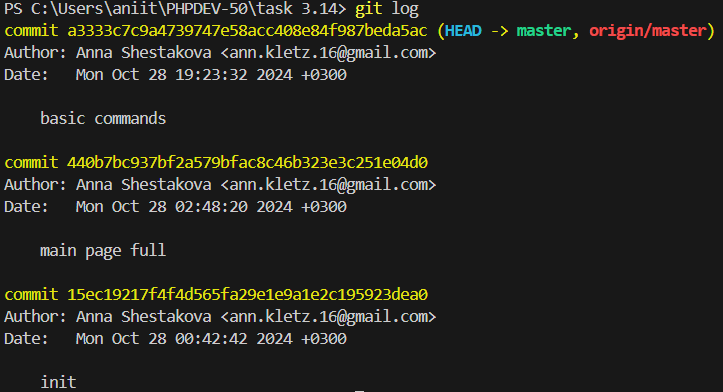 PS C:\Users\aniit\PHPDEV-50\task 3.14> git log
commit a3333c7c9a4739747e58acc408e84f987beda5ac (HEAD -> master, origin/master)
Author: Anna Shestakova <ann.kletz.16@gmail.com>
Date:   Mon Oct 28 19:23:32 2024 +0300
basic commands
commit 440b7bc937bf2a579bfac8c46b323e3c251e04d0
Author: Anna Shestakova <ann.kletz.16@gmail.com>
Date:   Mon Oct 28 02:48:20 2024 +0300
main page full
commit 15ec19217f4f4d565fa29e1e9a1e2c195923dea0
Author: Anna Shestakova <ann.kletz.16@gmail.com>
Date:   Mon Oct 28 00:42:42 2024 +0300
init